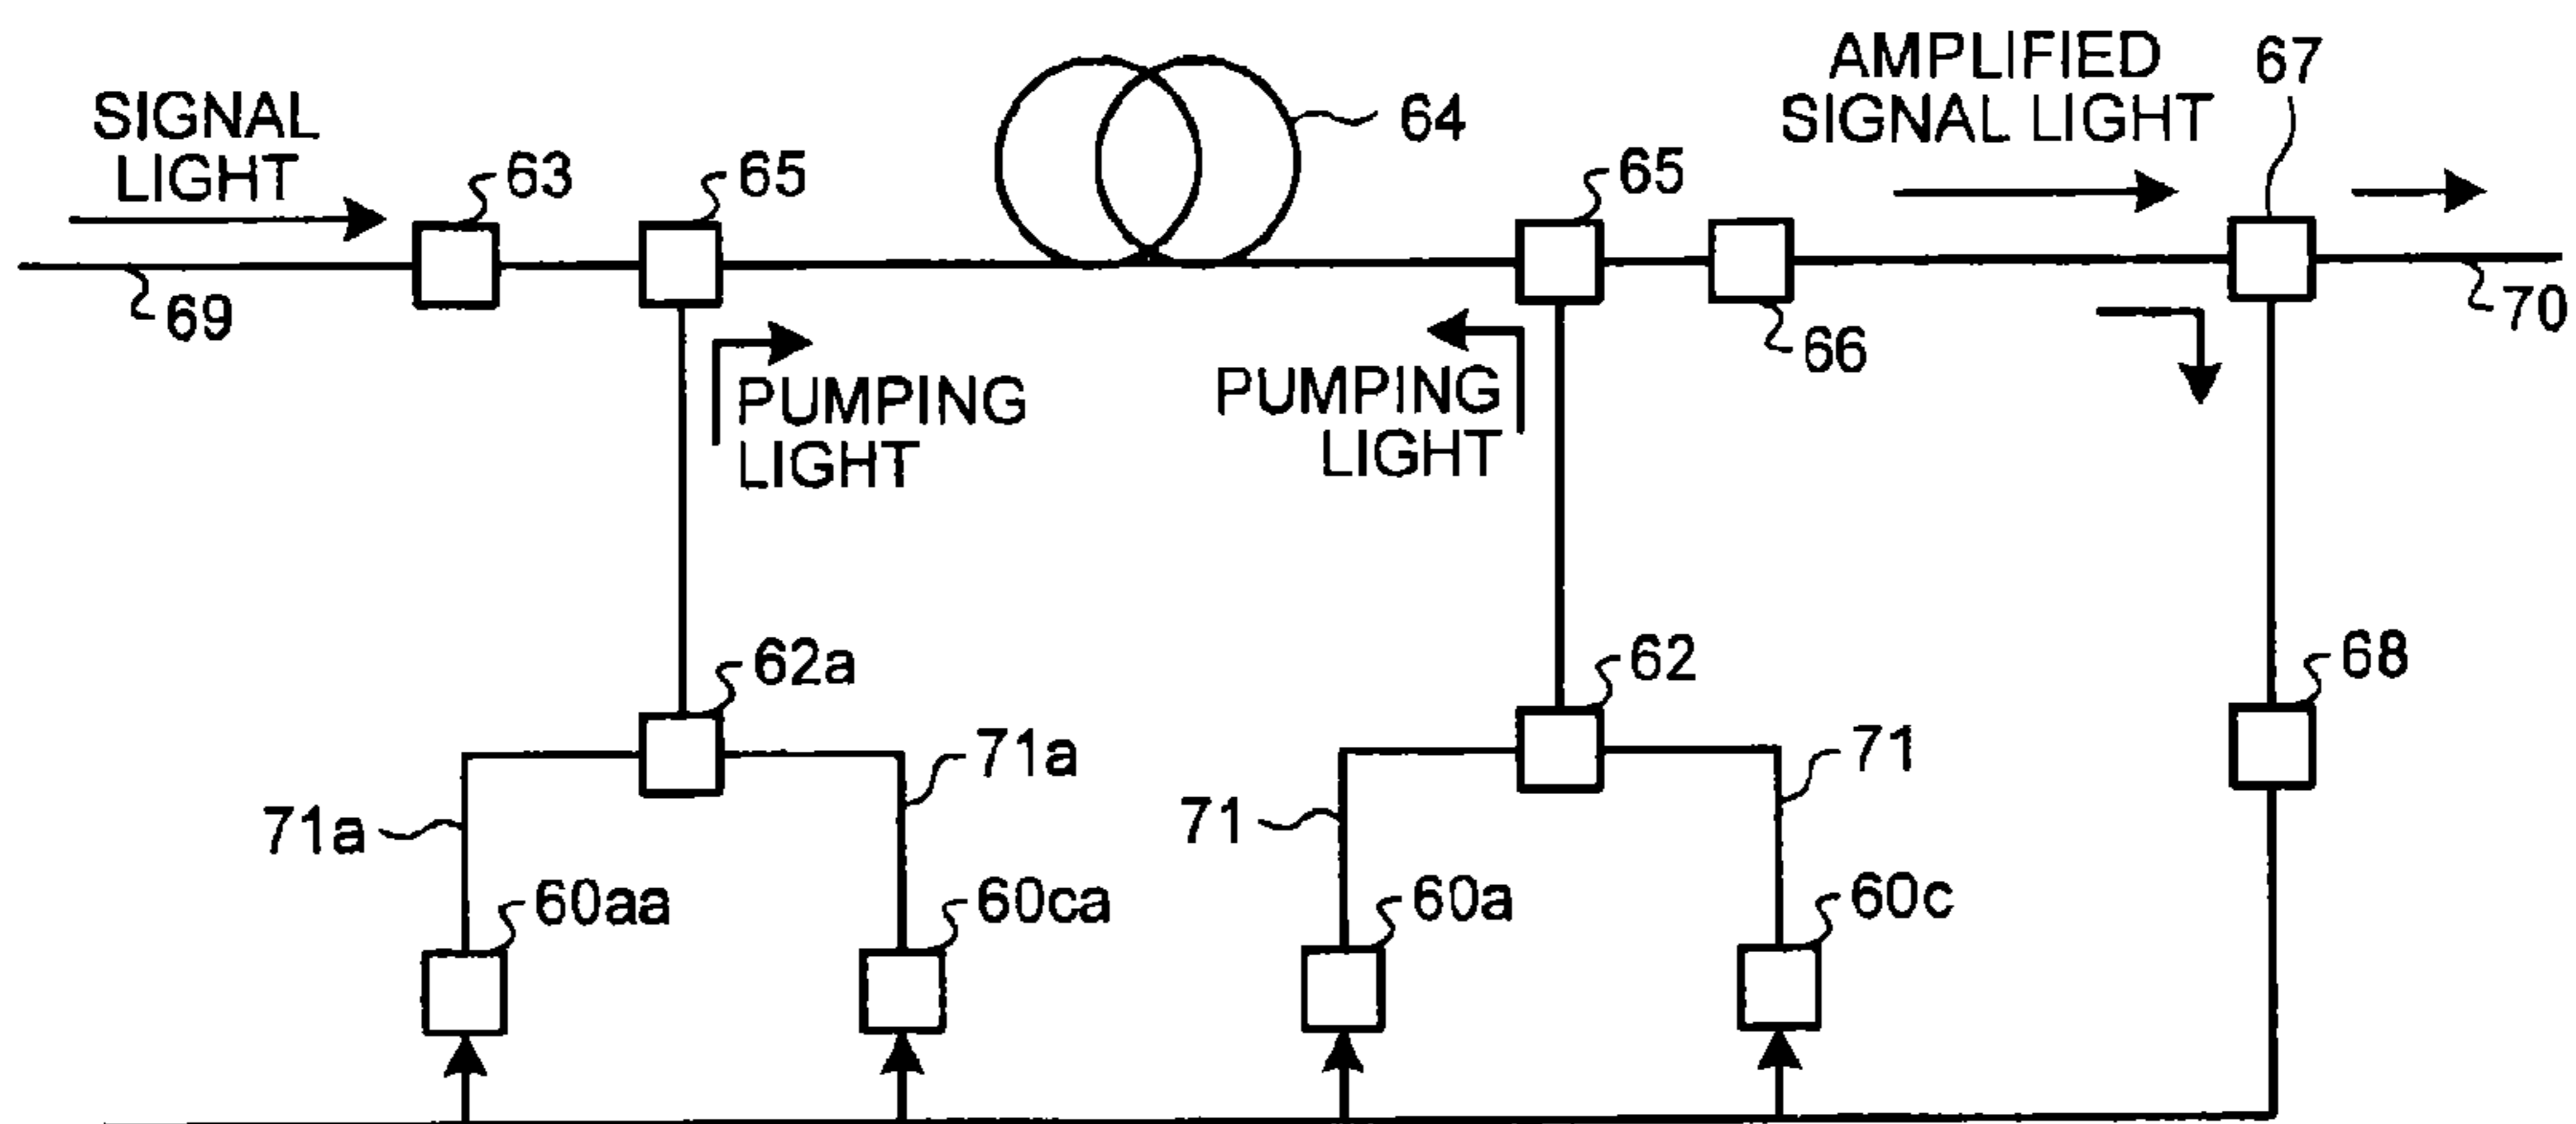 AMPLIFIED
SIGNAL LIGHT
67
SIGNAL
LIGHT
63
65
64
65
69
66
70
PUMPING
LIGHT
PUMPING
LIGHT
62a
62
68
71a
71
71a
71
60aa
60ca
60a
60c